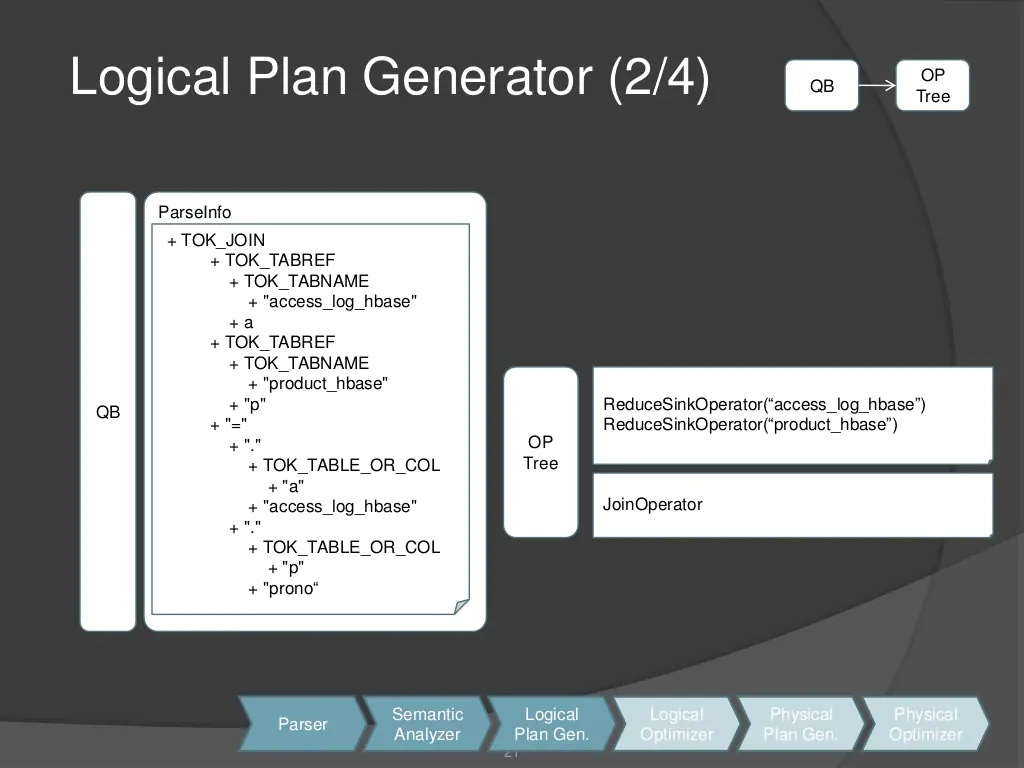 Logical Plan Generator (2/4)
QB
OP
Tree
QB
ParseInfo
+ TOK_JOIN
+ TOK_TABREF
+ TOK_TABNAME
+ "access_log_hbase"
+ a
+ TOK_TABREF
+ TOK_TABNAME
+ "product_hbase"
+ "p"
+ "="
+ "."
+ TOK_TABLE_OR_COL
+ "a"
+ "access_log_hbase"
+ "."
+ TOK_TABLE_OR_COL
+ "p"
+ "prono“
OP
Tree
ReduceSinkOperator(“access_log_hbase”)
ReduceSinkOperator(“product_hbase”)
JoinOperator
Parser
Semantic
Analyzer
Logical
Plan Gen.
Logical
Optimizer
Physical
Plan Gen.
Physical
Optimizer
21